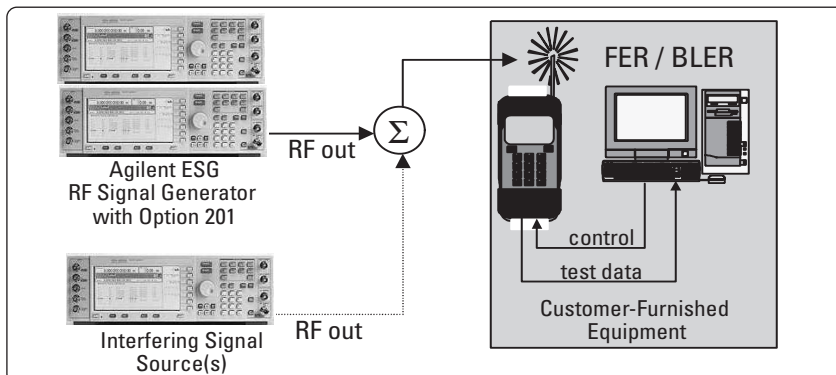 FER / BLER
Σ
RF out
Agilent ESG
RF Signal Generator
with Option 201
control
test data
RF out
Customer-Furnished
Equipment
Interfering Signal
Source(s)